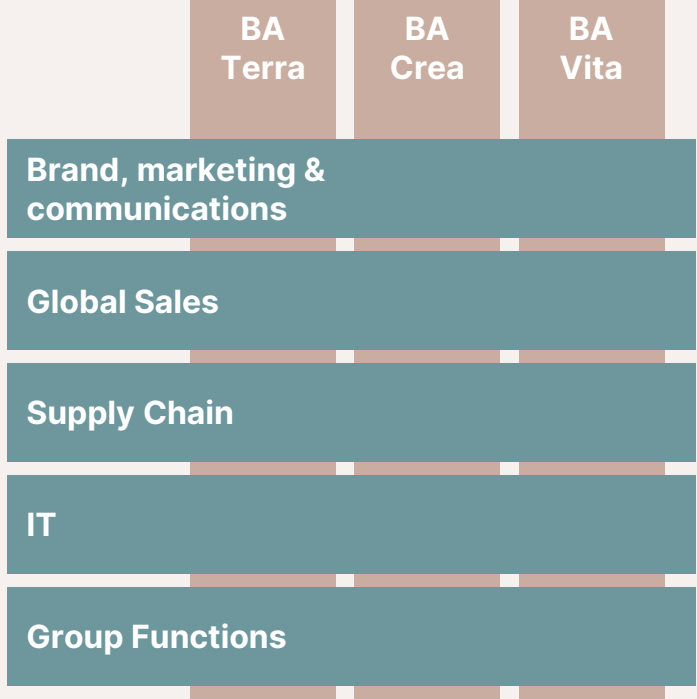 BA
Terra
BA
Crea
BA
Vita
Brand, marketing &
communications
Global Sales
Supply Chain
IT
Group Functions